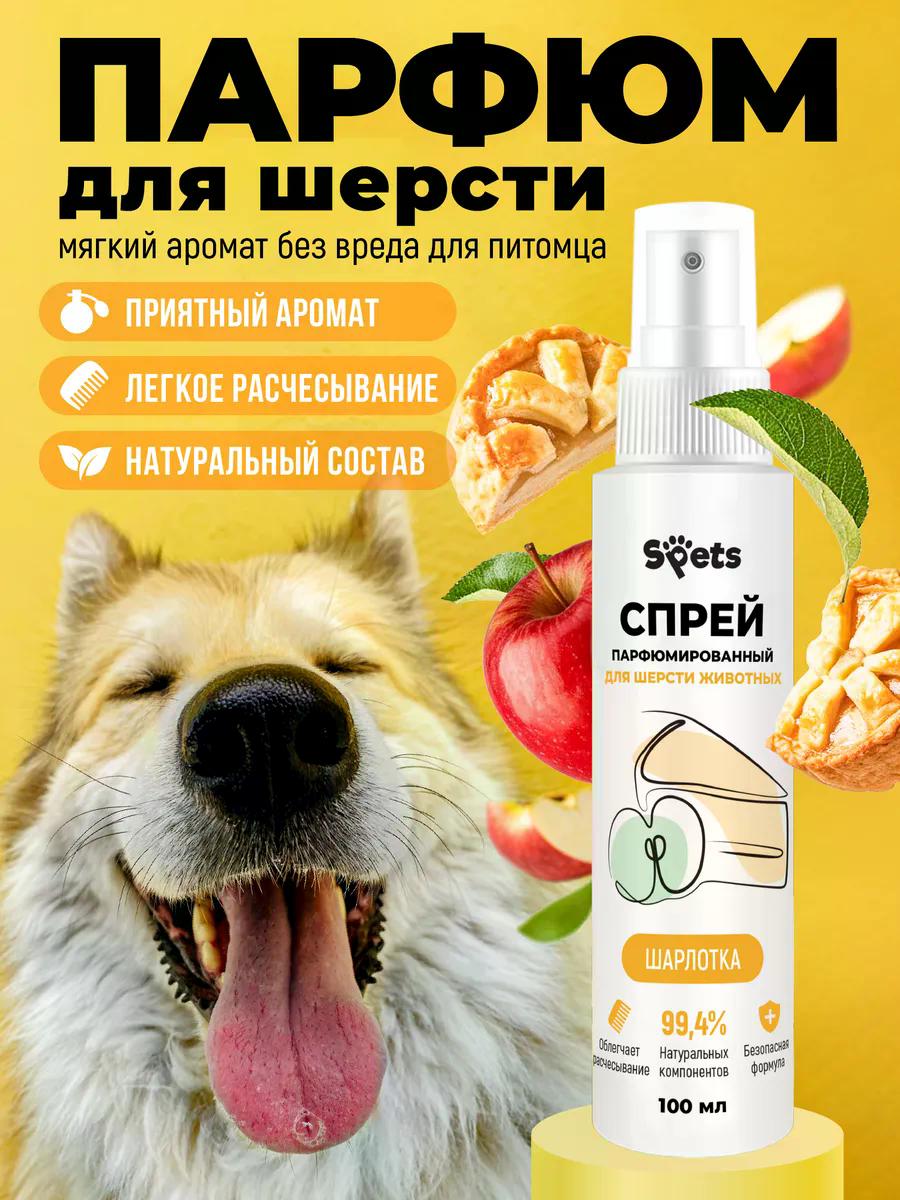 ПАРФЮМ
для шерсти
мягкий аромат без вреда для питомца
ПРИЯТНЫЙ АРОМАТ
ЛЕГКОЕ РАСЧЕСЫВАНИЕ
НАТУРАЛЬНЫЙ СОСТАВ
Spets
СПРЕЙ
ПАРФЮМИРОВАННЫЙ
ДЛЯ ШЕРСТИ ЖИВОТНЫХ
ШАРЛОТКА
Облегчает
расчесывание
99,4%
Натуральных
компонентов
Безопасная
формула
100 мл